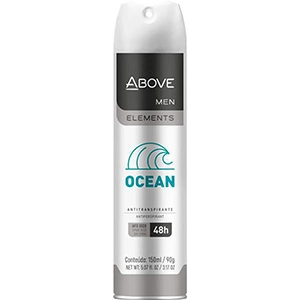 ABOVE
MEN
ELEMENTS
OCEAN
ANTITRANSPIRANTE
ANTIPERSPIRANT
48h
Conteúdo: 150ml / 90g
NET WT. 5.07 fl. OZ / 3.17 OZ